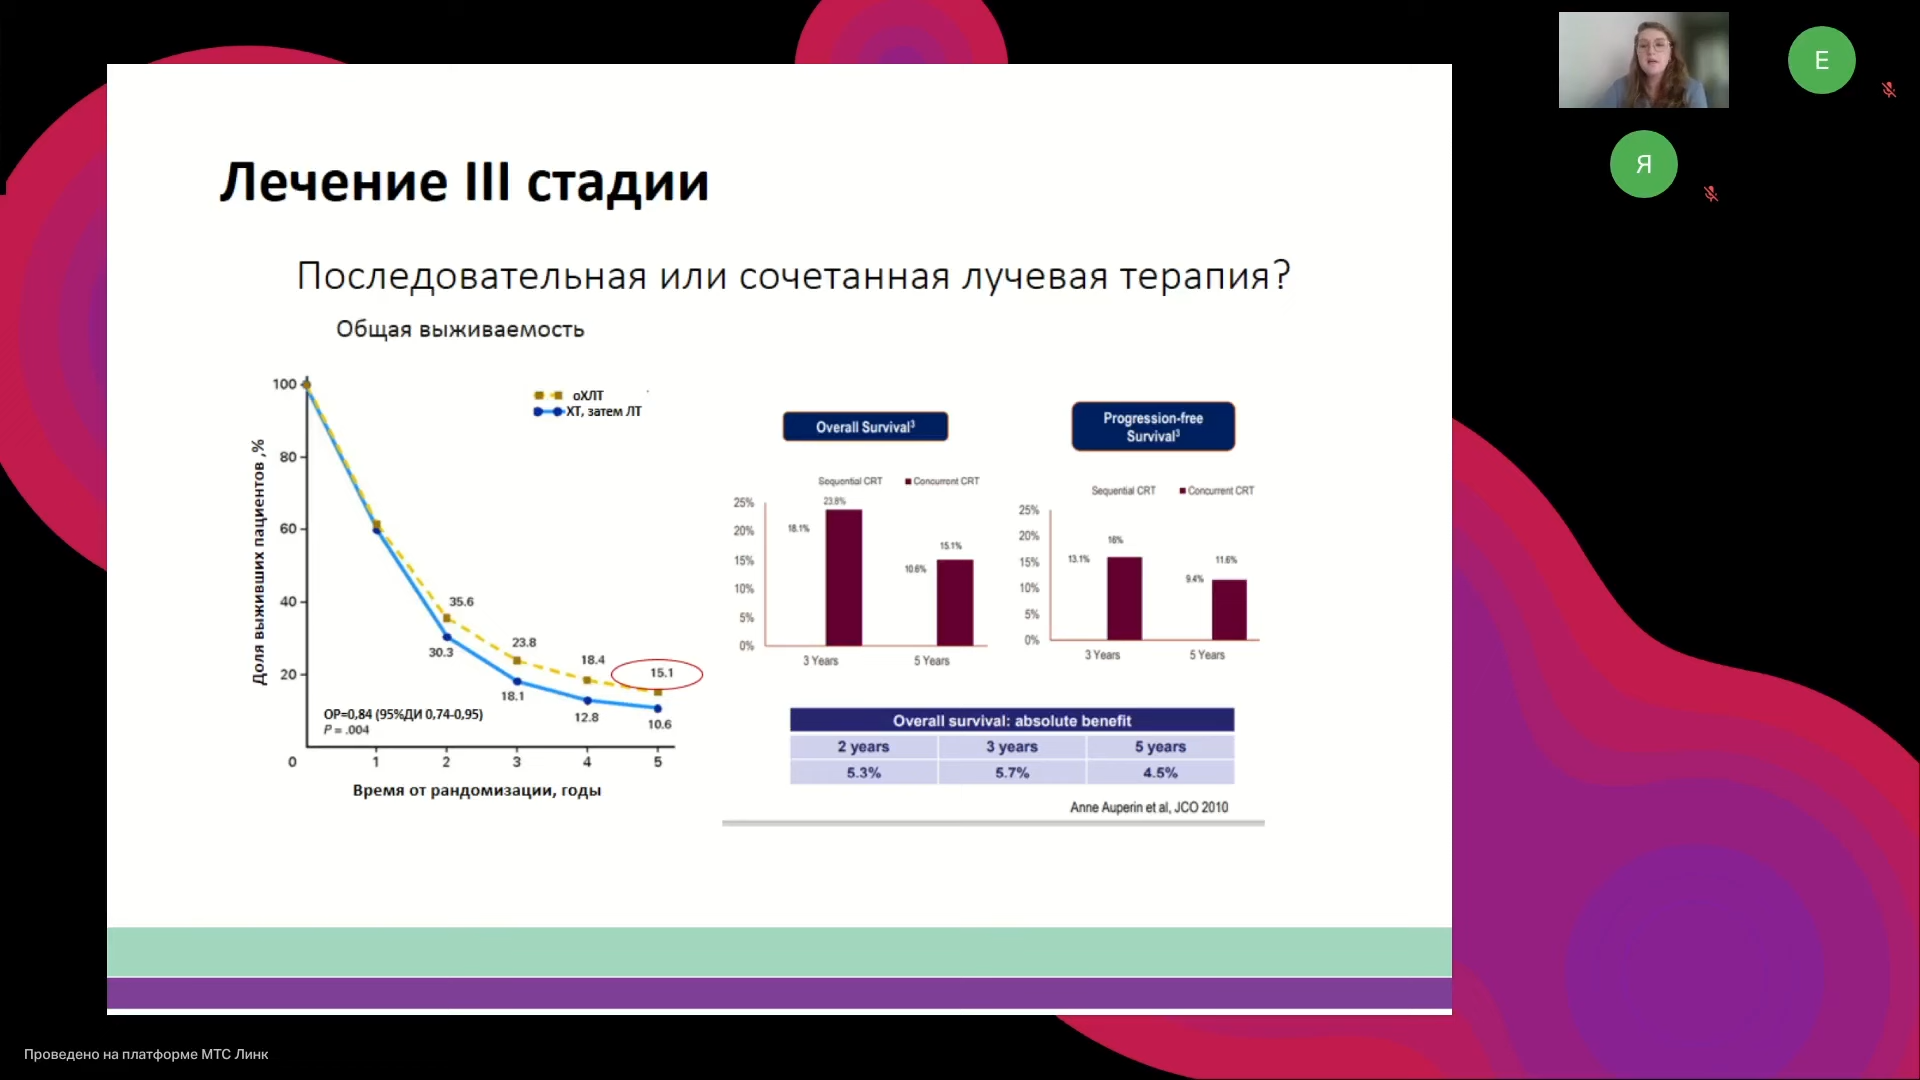 E
Я
Лечение III стадии
Последовательная или сочетанная лучевая терапия?
Общая выживаемость
Доля выживших пациентов ,%
100
80
60
40
20
0
1
2
3
4
5
оХЛТ
ХТ, затем ЛТ
35.6
30.3
23.8
18.1
18.4
12.8
15.1
10.6
ОР=0,84 (95%ДИ 0,74-0,95)
P = .004
Время от рандомизации, годы
Overall Survival³
Sequential CRT
Concurrent CRT
25%
20%
15%
10%
5%
0%
18.1%
23.8%
10.6%
15.1%
3 Years
5 Years
Progression-free
Survival³
Sequential CRT
Concurrent CRT
25%
20%
15%
10%
5%
0%
13.1%
16%
9.4%
11.6%
3 Years
5 Years
Overall survival: absolute benefit
2 years 3 years 5 years
5.3% 5.7% 4.5%
Anne Auperin et al, JCO 2010
Проведено на платформе МТС Линк